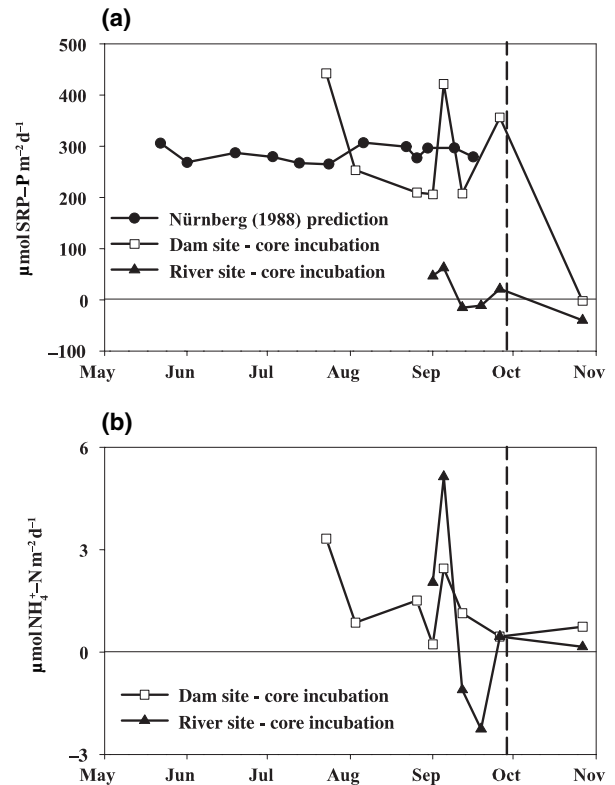 (a)
500
400
300
200
100
0
−100
µmol SRP–P m⁻² d⁻¹
Nürnberg (1988) prediction
Dam site - core incubation
River site - core incubation
May Jun Jul Aug Sep Oct Nov
(b)
6
3
0
−3
µmol NH₄⁺–N m⁻² d⁻¹
Dam site - core incubation
River site - core incubation
May Jun Jul Aug Sep Oct Nov